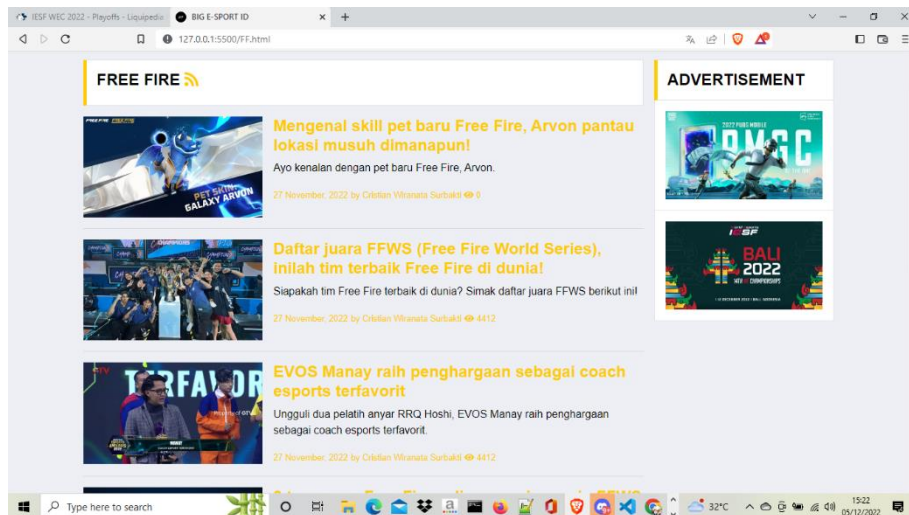 IESF WEC 2022 - Playoffs - Liquipedia
BIG E-SPORT ID
127.0.0.1:5500/FF.html
FREE FIRE
ADVERTISEMENT
Mengenal skill pet baru Free Fire, Arvon pantau
lokasi musuh dimanapun!
Ayo kenalan dengan pet baru Free Fire, Arvon.
27 November, 2022 by Cristian Wiranata Surbakti 0
PET SKIN:
GALAXY ARVON
2022 PUBG MOBILE
PMGC
Daftar juara FFWS (Free Fire World Series),
inilah tim terbaik Free Fire di dunia!
Siapakah tim Free Fire terbaik di dunia? Simak daftar juara FFWS berikut ini!
27 November, 2022 by Cristian Wiranata Surbakti 4412
IESF
BALI
2022
EVOS Manay raih penghargaan sebagai coach
esports terfavorit
Ungguli dua pelatih anyar RRQ Hoshi, EVOS Manay raih penghargaan
sebagai coach esports terfavorit.
27 November, 2022 by Cristian Wiranata Surbakti 4412
TERFAVOR
Type here to search
32°C
15:22
05/12/2022